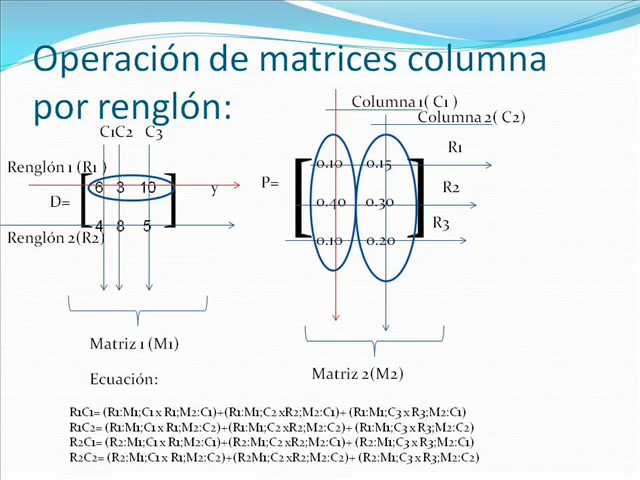 Operación de matrices columna
por renglón:
Columna 1( C1 )
Columna 2( C2)
C1C2 C3
Renglón 1 (R1 )
R1
D=
6 3 10
y
P=
0.10 0.15
R2
0.40 0.30
R3
Renglón 2(R2)
4 8 5
0.10 0.20
Matriz 1 (M1)
Matriz 2(M2)
Ecuación:
R1C1= (R1:M1;C1 x R1;M2:C1)+(R1:M1;C2 xR2;M2:C1)+ (R1:M1;C3 x R3;M2:C1)
R1C2= (R1:M1;C1 x R1;M2:C2)+(R1:M1;C2 xR2;M2:C2)+ (R1:M1;C3 x R3;M2:C2)
R2C1= (R2:M1;C1 x R1;M2:C1)+(R2:M1;C2 xR2;M2:C1)+ (R2:M1;C3 x R3;M2:C1)
R2C2= (R2:M1;C1 x R1;M2:C2)+(R2M1;C2 xR2;M2:C2)+ (R2:M1;C3 x R3;M2:C2)